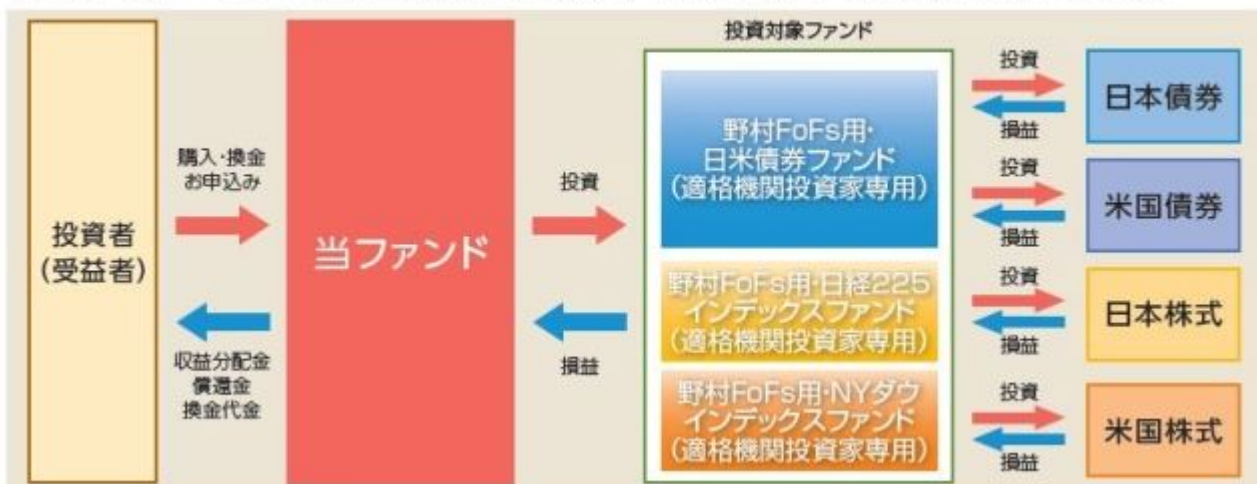 投資者
(受益者)
購入・換金
お申込み
収益分配金
償還金
換金代金
当ファンド
投資
損益
投資対象ファンド
野村FoFs用・
日米債券ファンド
(適格機関投資家専用)
野村FoFs用・日経225
インデックスファンド
(適格機関投資家専用)
野村FoFs用・NYダウ
インデックスファンド
(適格機関投資家専用)
投資
損益
日本債券
投資
損益
米国債券
投資
損益
日本株式
投資
損益
米国株式